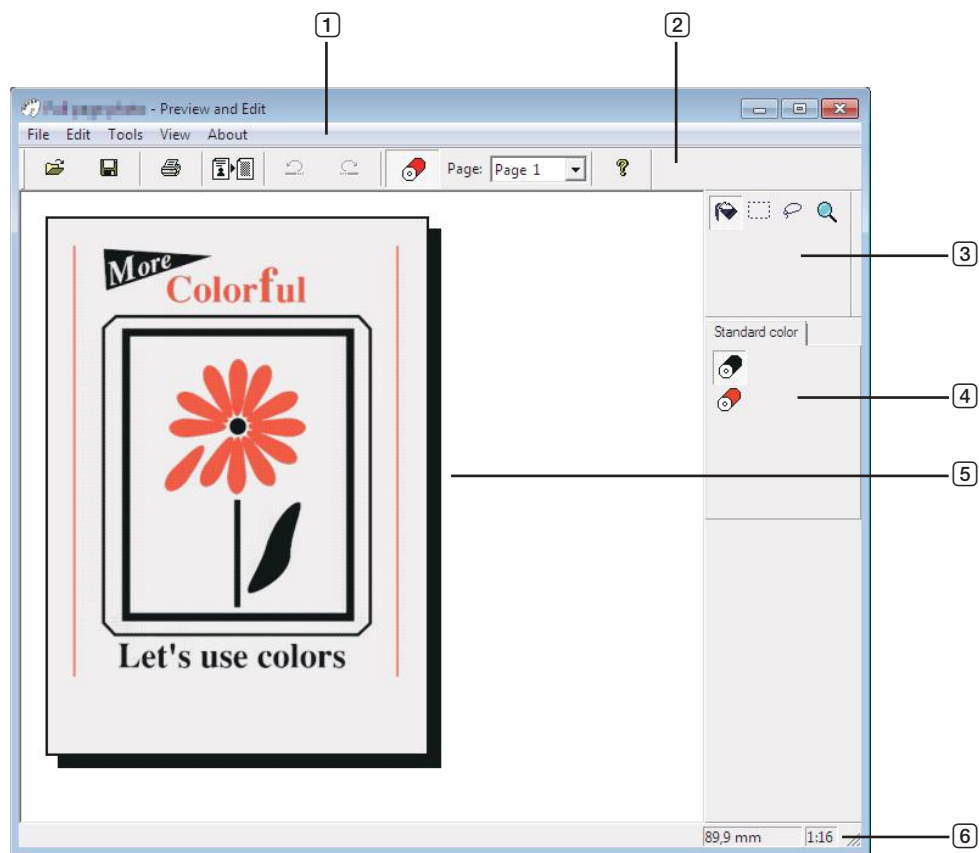 1 2
- Preview and Edit
File Edit Tools View About
Page: Page 1
3
More
Colorful
Standard color
4
5
Let's use colors
89,9 mm 1:16
6